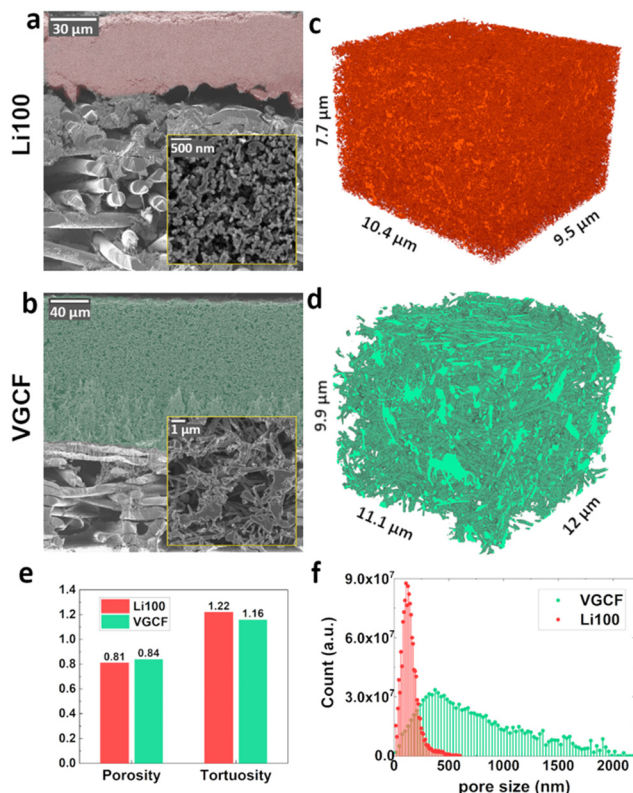 a
30 µm
Li100
500 nm
b
40 µm
VGCF
1 µm
c
7.7 µm
10.4 µm
9.5 µm
d
9.9 µm
11.1 µm
12 µm
e
1.4
1.2
1.0
0.8
0.6
0.4
0.2
0.0
Li100
VGCF
0.81
0.84
1.22
1.16
Porosity
Tortuosity
f
Count (a.u.)
9.0x10⁷
6.0x10⁷
3.0x10⁷
0.0
VGCF
Li100
0
500
1000
1500
2000
pore size (nm)